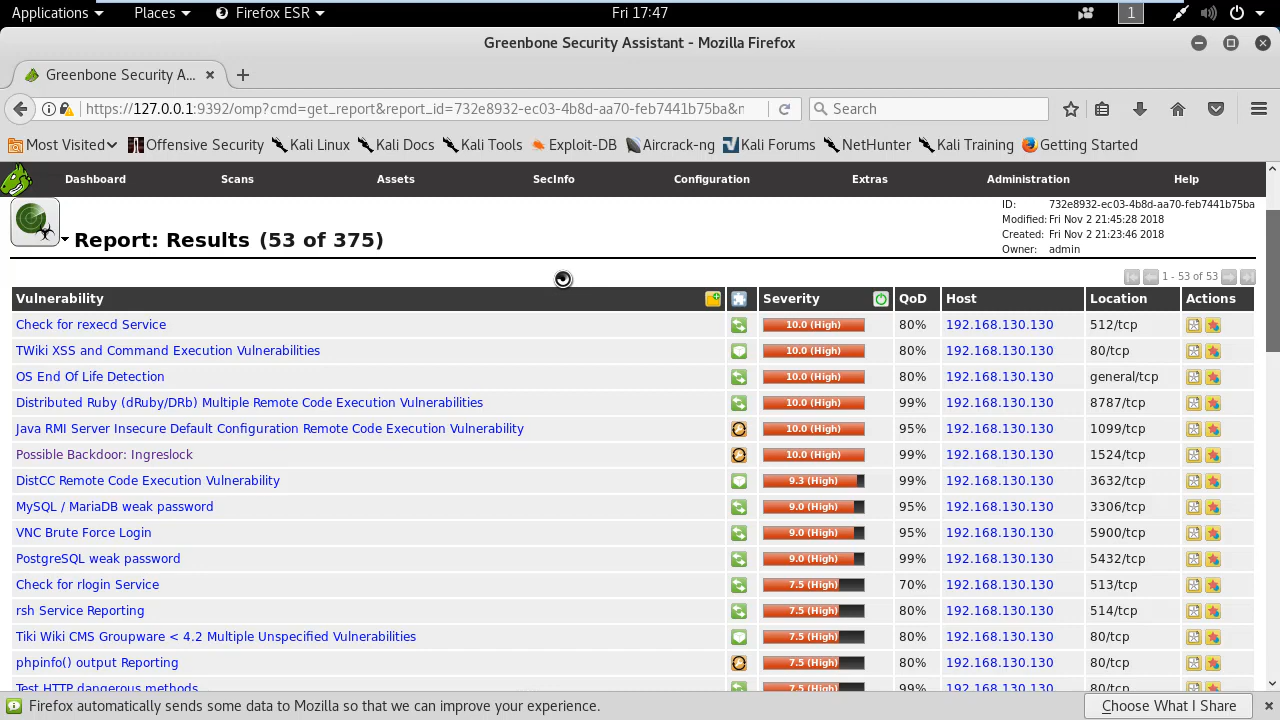 Applications Places Firefox ESR Fri 17:47 1
Greenbone Security Assistant - Mozilla Firefox
Greenbone Security A...
https://127.0.0.1:9392/omp?cmd=get_report&report_id=732e8932-ec03-4b8d-aa70-feb7441b75ba& Search
Most Visited Offensive Security Kali Linux Kali Docs Kali Tools Exploit-DB Aircrack-ng Kali Forums NetHunter Kali Training Getting Started
Dashboard Scans Assets SecInfo Configuration Extras Administration Help
ID: 732e8932-ec03-4b8d-aa70-feb7441b75ba
Modified: Fri Nov 2 21:45:28 2018
Created: Fri Nov 2 21:23:46 2018
Owner: admin
Report: Results (53 of 375)
1 - 53 of 53
Vulnerability Severity QoD Host Location Actions
Check for rexecd Service 10.0 (High) 80% 192.168.130.130 512/tcp
TWiki XSS and Command Execution Vulnerabilities 10.0 (High) 80% 192.168.130.130 80/tcp
OS End Of Life Detection 10.0 (High) 80% 192.168.130.130 general/tcp
Distributed Ruby (dRuby/DRb) Multiple Remote Code Execution Vulnerabilities 10.0 (High) 99% 192.168.130.130 8787/tcp
Java RMI Server Insecure Default Configuration Remote Code Execution Vulnerability 10.0 (High) 95% 192.168.130.130 1099/tcp
Possible Backdoor: Ingreslock 10.0 (High) 99% 192.168.130.130 1524/tcp
DistCC Remote Code Execution Vulnerability 9.3 (High) 99% 192.168.130.130 3632/tcp
MySQL / MariaDB weak password 9.0 (High) 95% 192.168.130.130 3306/tcp
VNC Brute Force Login 9.0 (High) 95% 192.168.130.130 5900/tcp
PostgreSQL weak password 9.0 (High) 99% 192.168.130.130 5432/tcp
Check for rlogin Service 7.5 (High) 70% 192.168.130.130 513/tcp
rsh Service Reporting 7.5 (High) 80% 192.168.130.130 514/tcp
Tiki Wiki CMS Groupware < 4.2 Multiple Unspecified Vulnerabilities 7.5 (High) 80% 192.168.130.130 80/tcp
phpinfo() output Reporting 7.5 (High) 80% 192.168.130.130 80/tcp
Test HTTP dangerous methods 7.5 (High) 99% 192.168.130.130 80/tcp
Firefox automatically sends some data to Mozilla so that we can improve your experience. Choose What I Share